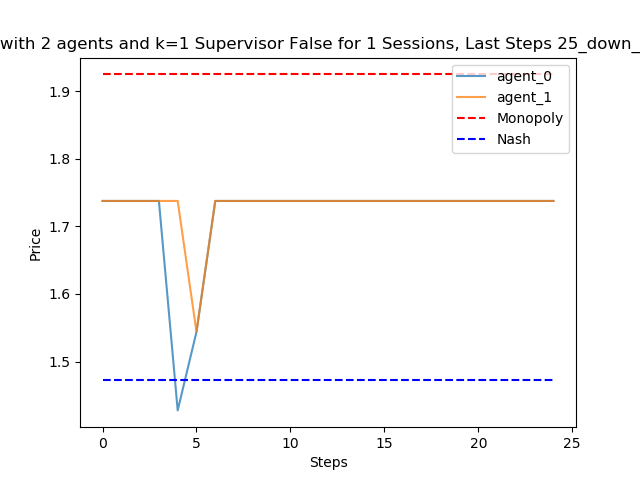 with 2 agents and k=1 Supervisor False for 1 Sessions, Last Steps 25_down_
agent_0
agent_1
Monopoly
Nash
1.9
1.8
1.7
1.6
1.5
Price
0
5
10
15
20
25
Steps